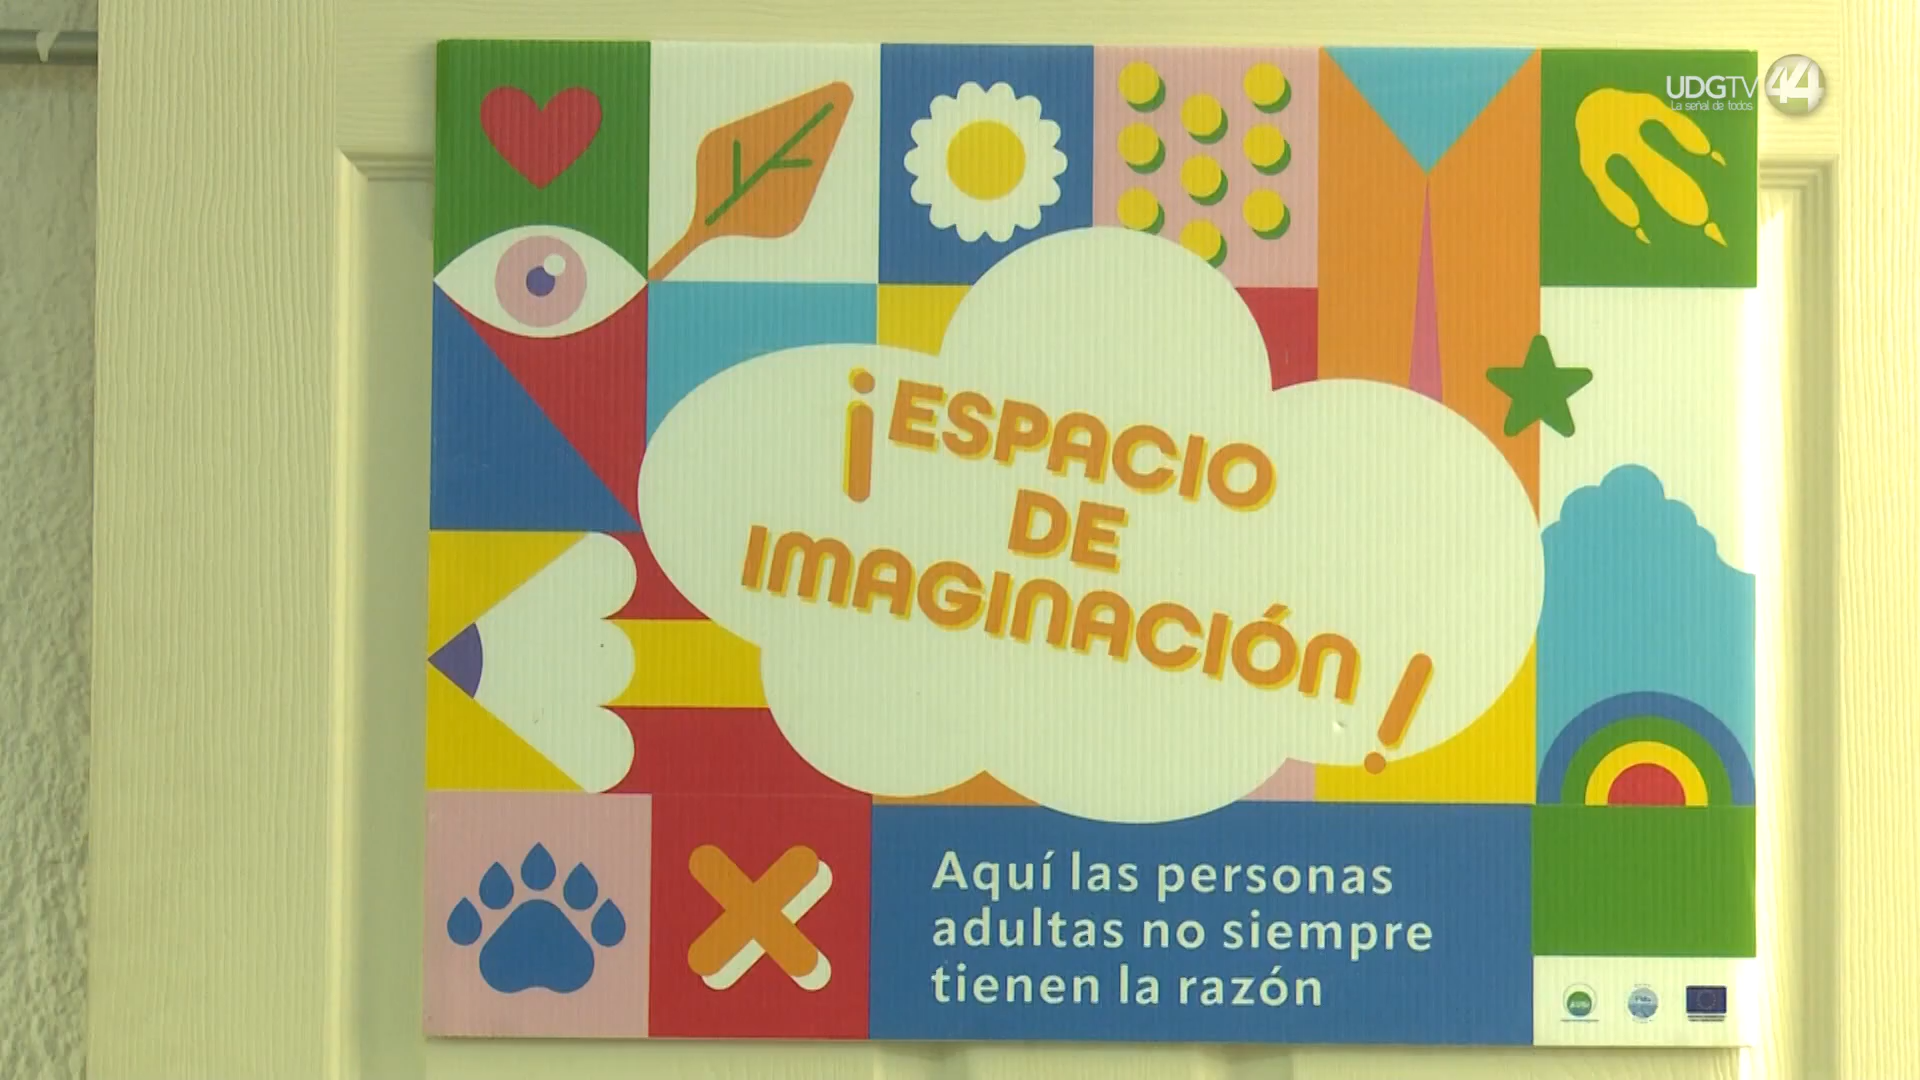 UDGTV 44
La señal de todos
¡ESPACIO
DE
IMAGINACIÓN!
Aquí las personas
adultas no siempre
tienen la razón